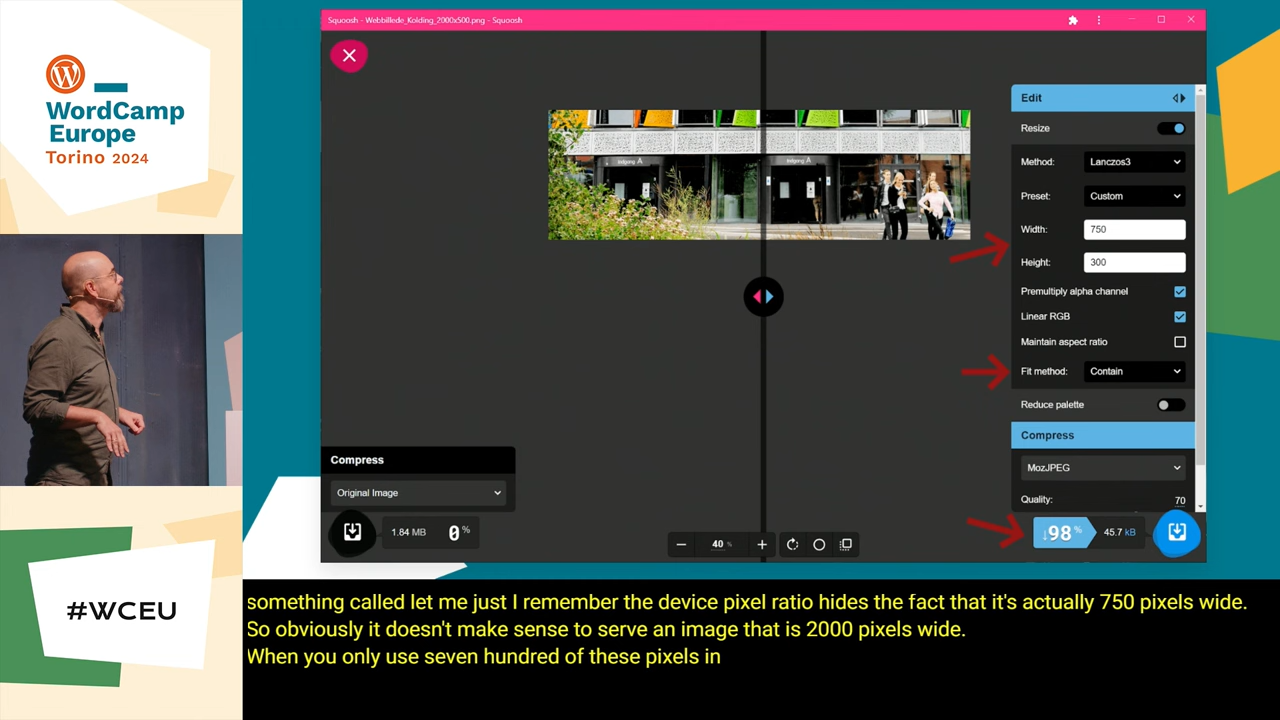 WordCamp
Europe
Torino 2024
#WCEU
Squoosh - Webbillede_Kolding_2000x500.png - Squoosh
Indgang A
Indgang A
Edit
Resize
Method: Lanczos3
Preset: Custom
Width: 750
Height: 300
Premultiply alpha channel
Linear RGB
Maintain aspect ratio
Fit method: Contain
Reduce palette
Compress
MozJPEG
Quality: 70
Compress
Original Image
1.84 MB 0 %
40 %
↓98 % 45.7 kB
something called let me just I remember the device pixel ratio hides the fact that it's actually 750 pixels wide.
So obviously it doesn't make sense to serve an image that is 2000 pixels wide.
When you only use seven hundred of these pixels in